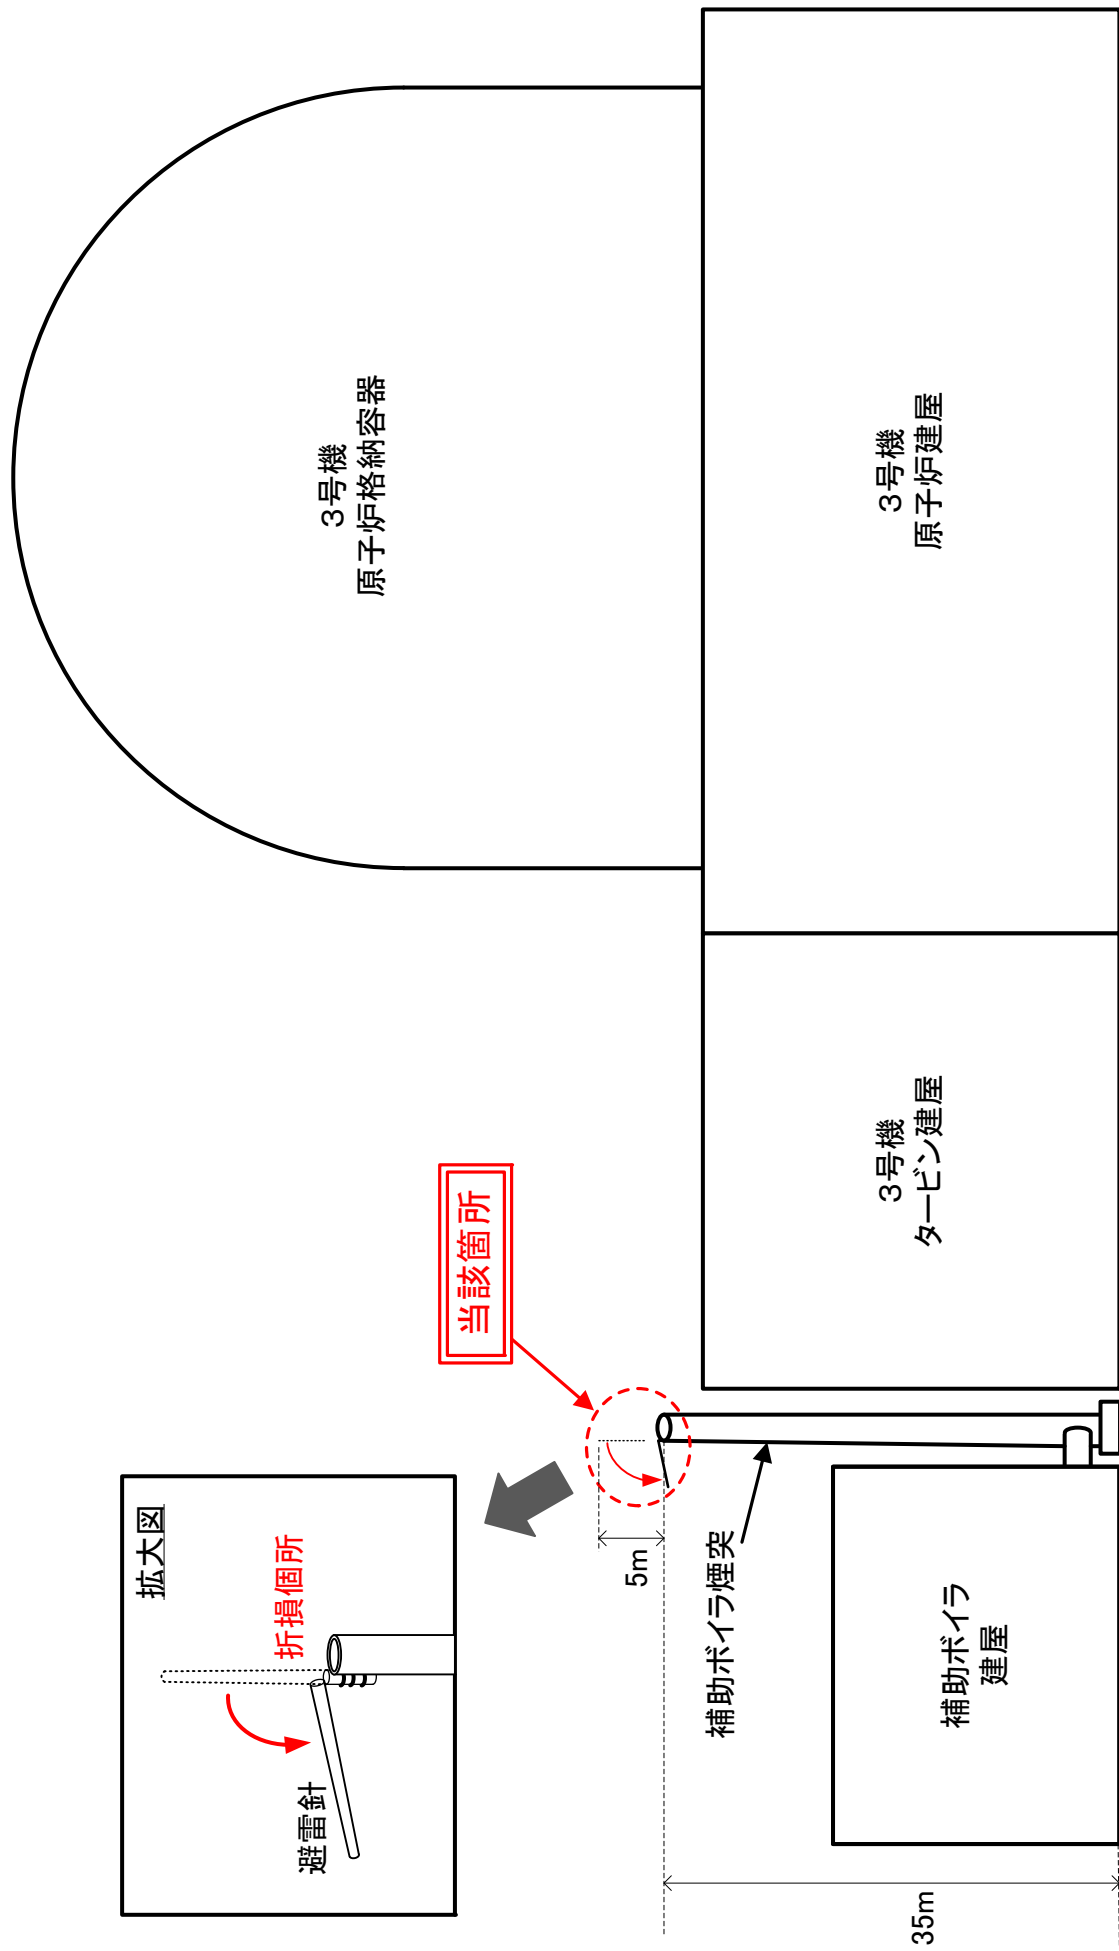 拡大図
折損個所
避雷針
当該箇所
5m
補助ボイラ煙突
35m
補助ボイラ
建屋
3号機
タービン建屋
3号機
原子炉建屋
3号機
原子炉格納容器